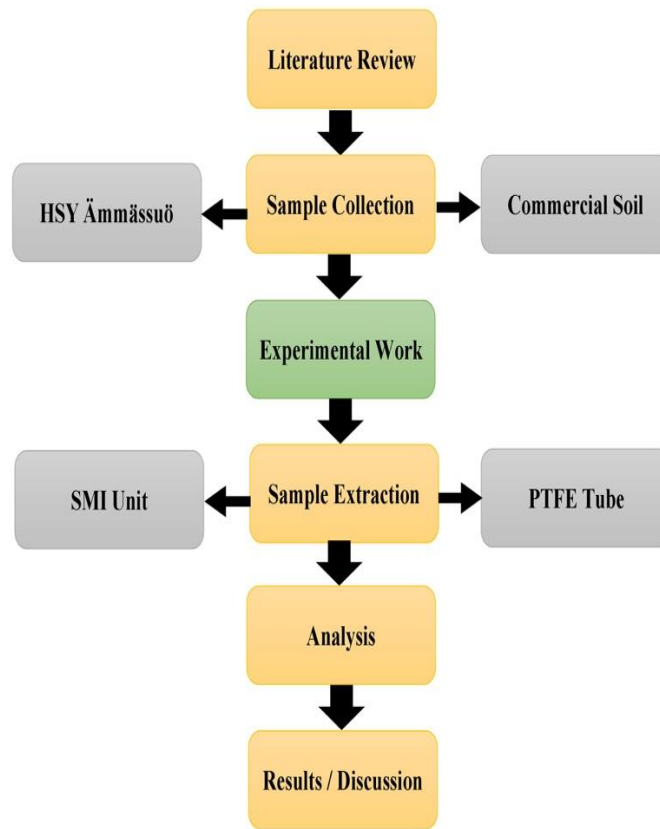 Literature Review
HSY Ämmässuö
Sample Collection
Commercial Soil
Experimental Work
SMI Unit
Sample Extraction
PTFE Tube
Analysis
Results / Discussion